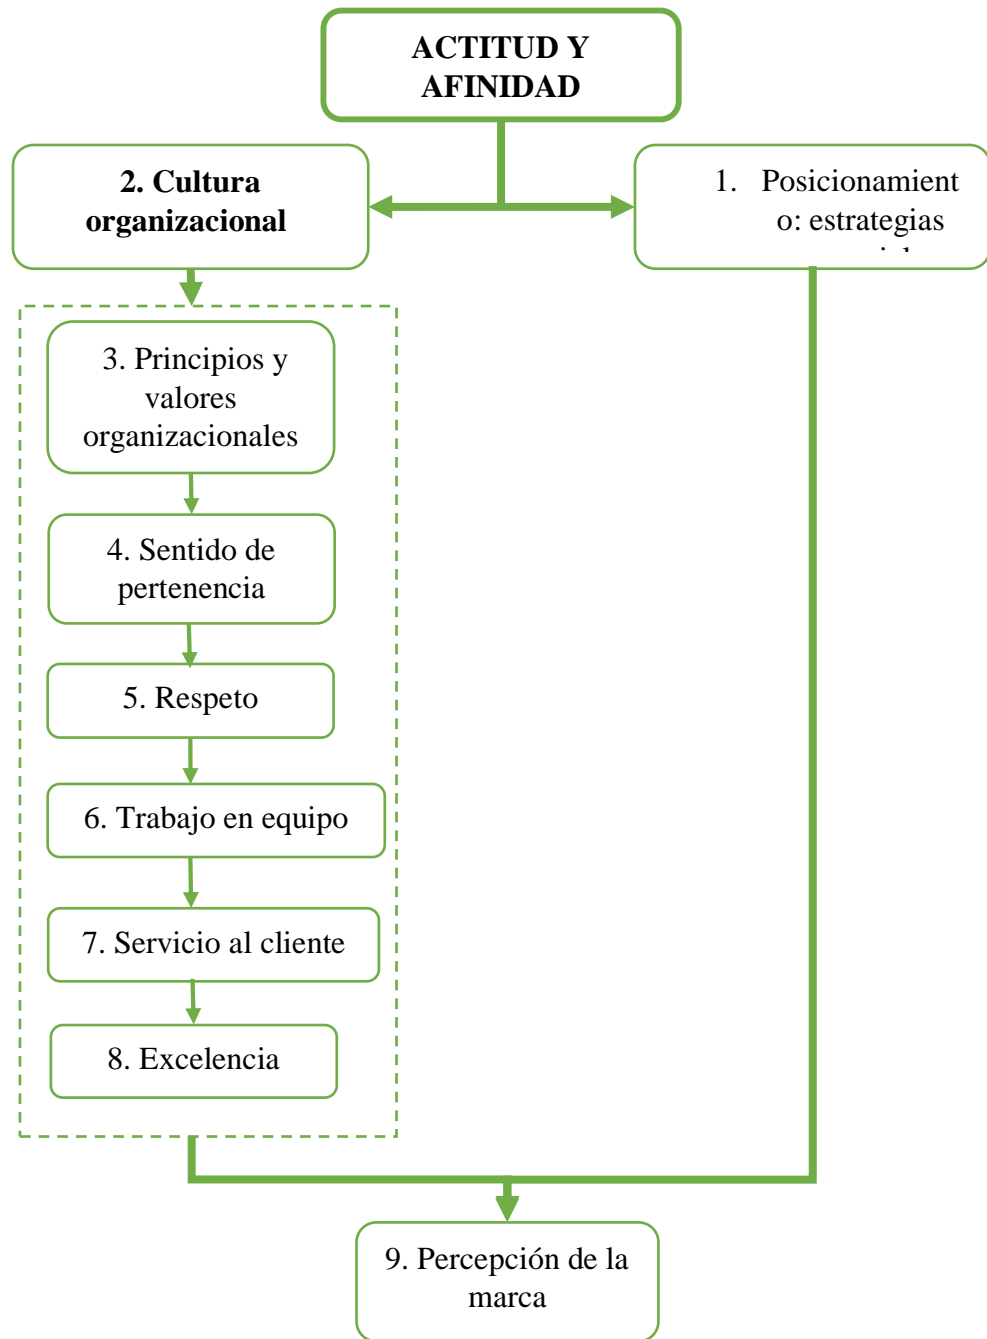 ACTITUD Y
AFINIDAD
2. Cultura
organizacional
1. Posicionamient
o: estrategias
3. Principios y
valores
organizacionales
4. Sentido de
pertenencia
5. Respeto
6. Trabajo en equipo
7. Servicio al cliente
8. Excelencia
9. Percepción de la
marca